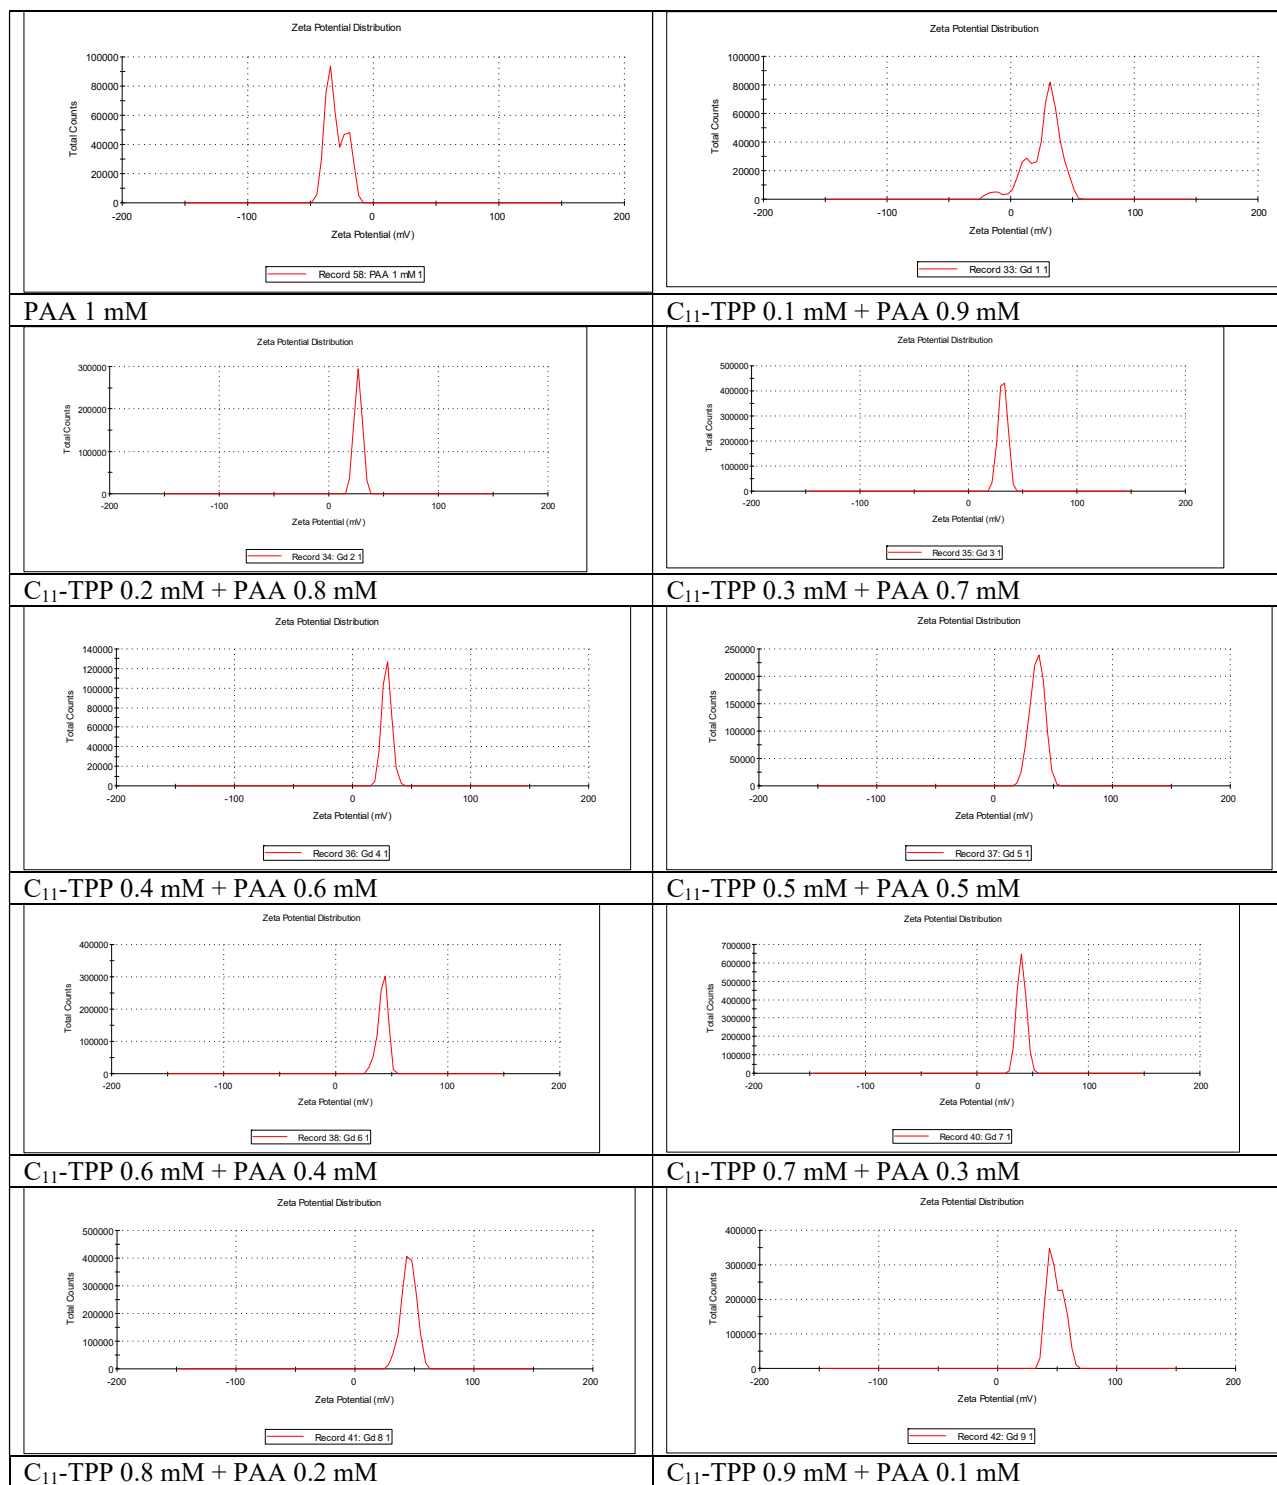 Zeta Potential Distribution
Total Counts
100000
80000
60000
40000
20000
0
-200 -100 0 100 200
Zeta Potential (mV)
Record 58: PAA 1 mM 1
PAA 1 mM
Zeta Potential Distribution
Total Counts
100000
80000
60000
40000
20000
0
-200 -100 0 100 200
Zeta Potential (mV)
Record 33: Gd 1 1
C₁₁-TPP 0.1 mM + PAA 0.9 mM
Zeta Potential Distribution
Total Counts
300000
200000
100000
0
-200 -100 0 100 200
Zeta Potential (mV)
Record 34: Gd 2 1
C₁₁-TPP 0.2 mM + PAA 0.8 mM
Zeta Potential Distribution
Total Counts
500000
400000
300000
200000
100000
0
-200 -100 0 100 200
Zeta Potential (mV)
Record 35: Gd 3 1
C₁₁-TPP 0.3 mM + PAA 0.7 mM
Zeta Potential Distribution
Total Counts
140000
120000
100000
80000
60000
40000
20000
0
-200 -100 0 100 200
Zeta Potential (mV)
Record 36: Gd 4 1
C₁₁-TPP 0.4 mM + PAA 0.6 mM
Zeta Potential Distribution
Total Counts
250000
200000
150000
100000
50000
0
-200 -100 0 100 200
Zeta Potential (mV)
Record 37: Gd 5 1
C₁₁-TPP 0.5 mM + PAA 0.5 mM
Zeta Potential Distribution
Total Counts
400000
300000
200000
100000
0
-200 -100 0 100 200
Zeta Potential (mV)
Record 38: Gd 6 1
C₁₁-TPP 0.6 mM + PAA 0.4 mM
Zeta Potential Distribution
Total Counts
700000
600000
500000
400000
300000
200000
100000
0
-200 -100 0 100 200
Zeta Potential (mV)
Record 40: Gd 7 1
C₁₁-TPP 0.7 mM + PAA 0.3 mM
Zeta Potential Distribution
Total Counts
500000
400000
300000
200000
100000
0
-200 -100 0 100 200
Zeta Potential (mV)
Record 41: Gd 8 1
C₁₁-TPP 0.8 mM + PAA 0.2 mM
Zeta Potential Distribution
Total Counts
400000
300000
200000
100000
0
-200 -100 0 100 200
Zeta Potential (mV)
Record 42: Gd 9 1
C₁₁-TPP 0.9 mM + PAA 0.1 mM